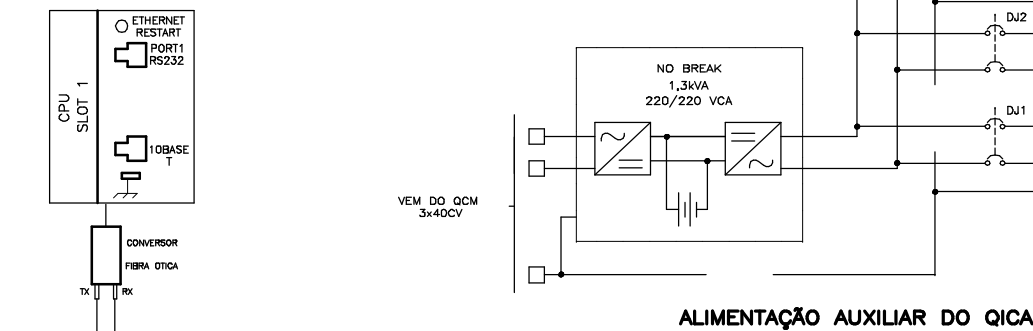 ETHERNET
RESTART
PORT1
RS232
CPU
SLOT 1
10BASE
T
CONVERSOR
FIBRA OTICA
TX
RX
VEM DO QCM
3x40CV
NO BREAK
1,3kVA
220/220 VCA
DJ2
DJ1
ALIMENTAÇÃO AUXILIAR DO QICA